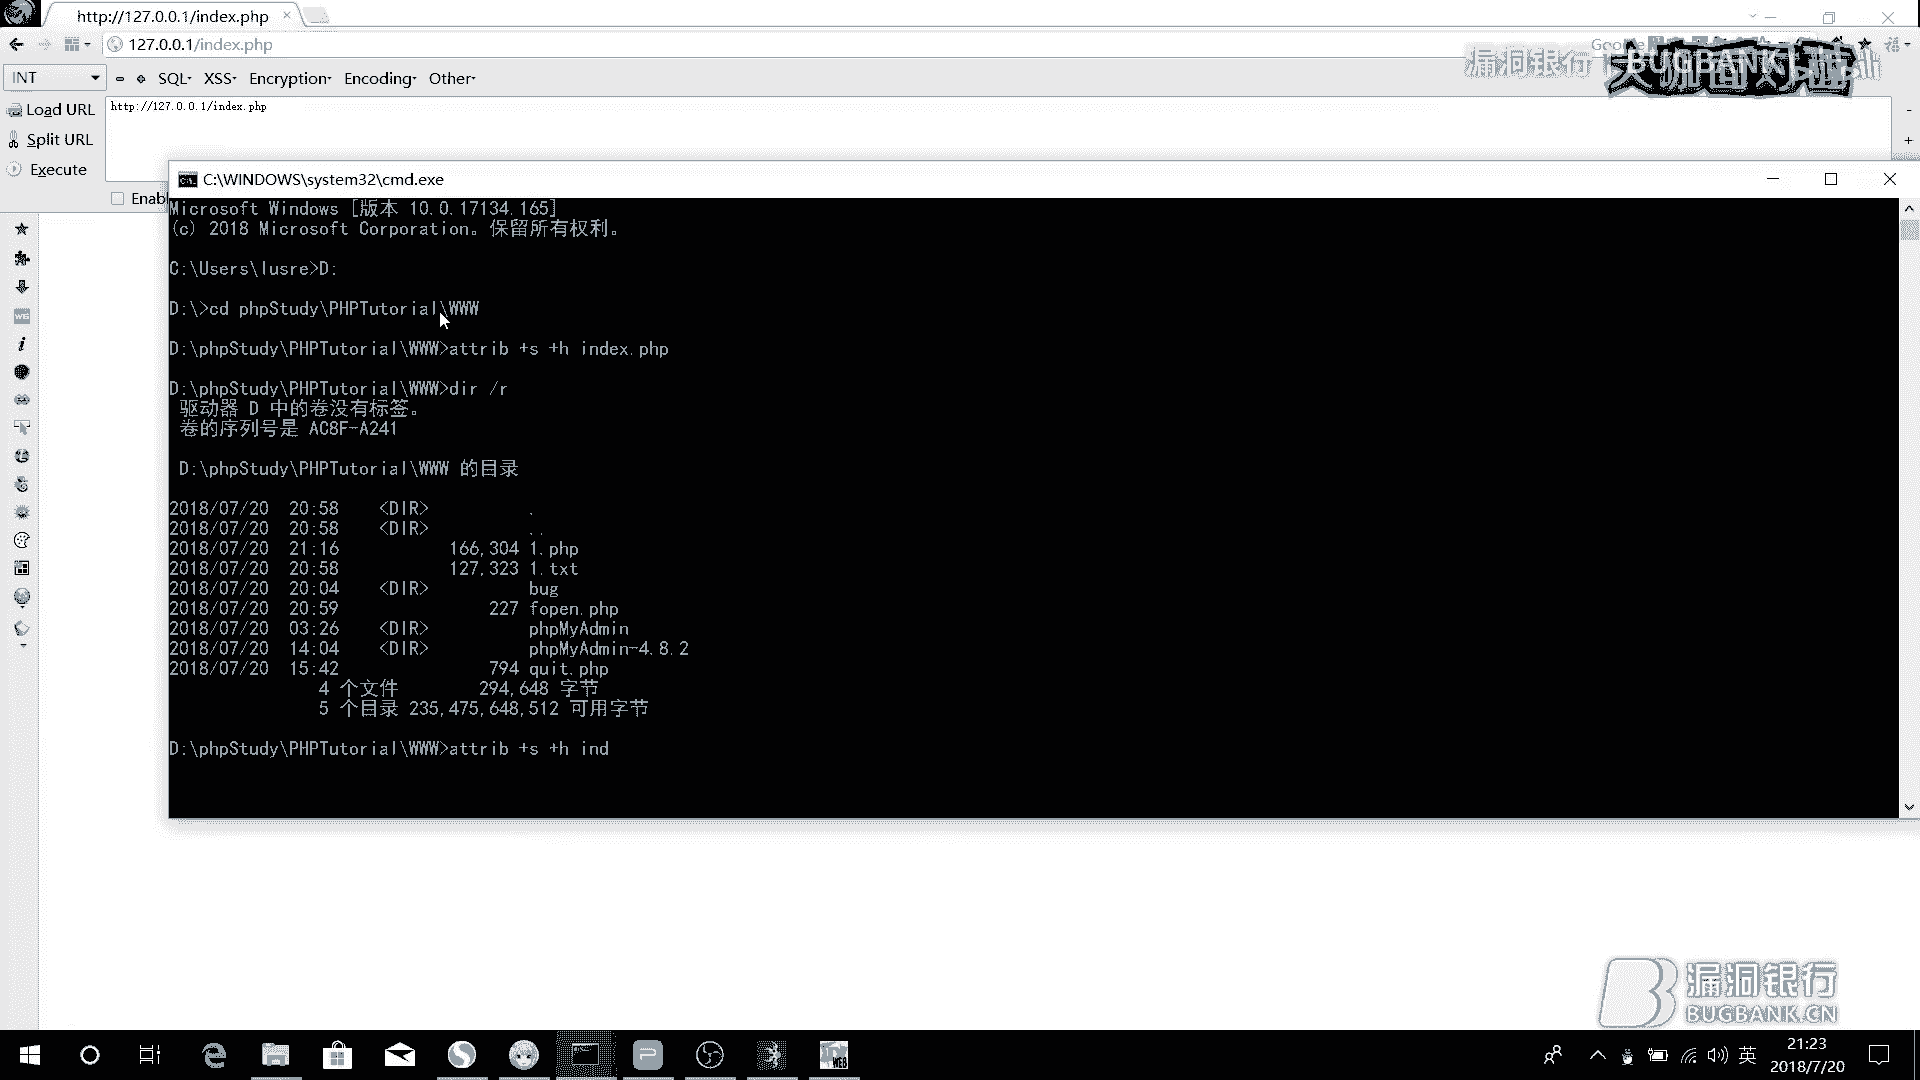 http://127.0.0.1/index.php
127.0.0.1/index.php
INT
SQL
XSS
Encryption
Encoding
Other
漏洞银行
BUGBANK
Load URL
http://127.0.0.1/index.php
Split URL
Execute
C:\WINDOWS\system32\cmd.exe
Enabl
Microsoft Windows [版本 10.0.17134.165]
(c) 2018 Microsoft Corporation。保留所有权利。
C:\Users\lusre>D:
D:\>cd phpStudy\PHPTutorial\WWW
D:\phpStudy\PHPTutorial\WWW>attrib +s +h index.php
D:\phpStudy\PHPTutorial\WWW>dir /r
驱动器 D 中的卷没有标签。
卷的序列号是 AC8F-A241
D:\phpStudy\PHPTutorial\WWW 的目录
2018/07/20 20:58 <DIR> .
2018/07/20 20:58 <DIR> ..
2018/07/20 21:16 166,304 1.php
2018/07/20 20:58 127,323 1.txt
2018/07/20 20:04 <DIR> bug
2018/07/20 20:59 227 fopen.php
2018/07/20 03:26 <DIR> phpMyAdmin
2018/07/20 14:04 <DIR> phpMyAdmin-4.8.2
2018/07/20 15:42 794 quit.php
4 个文件 294,648 字节
5 个目录 235,475,648,512 可用字节
D:\phpStudy\PHPTutorial\WWW>attrib +s +h ind
漏洞银行
BUGBANK.CN
英
21:23
2018/7/20